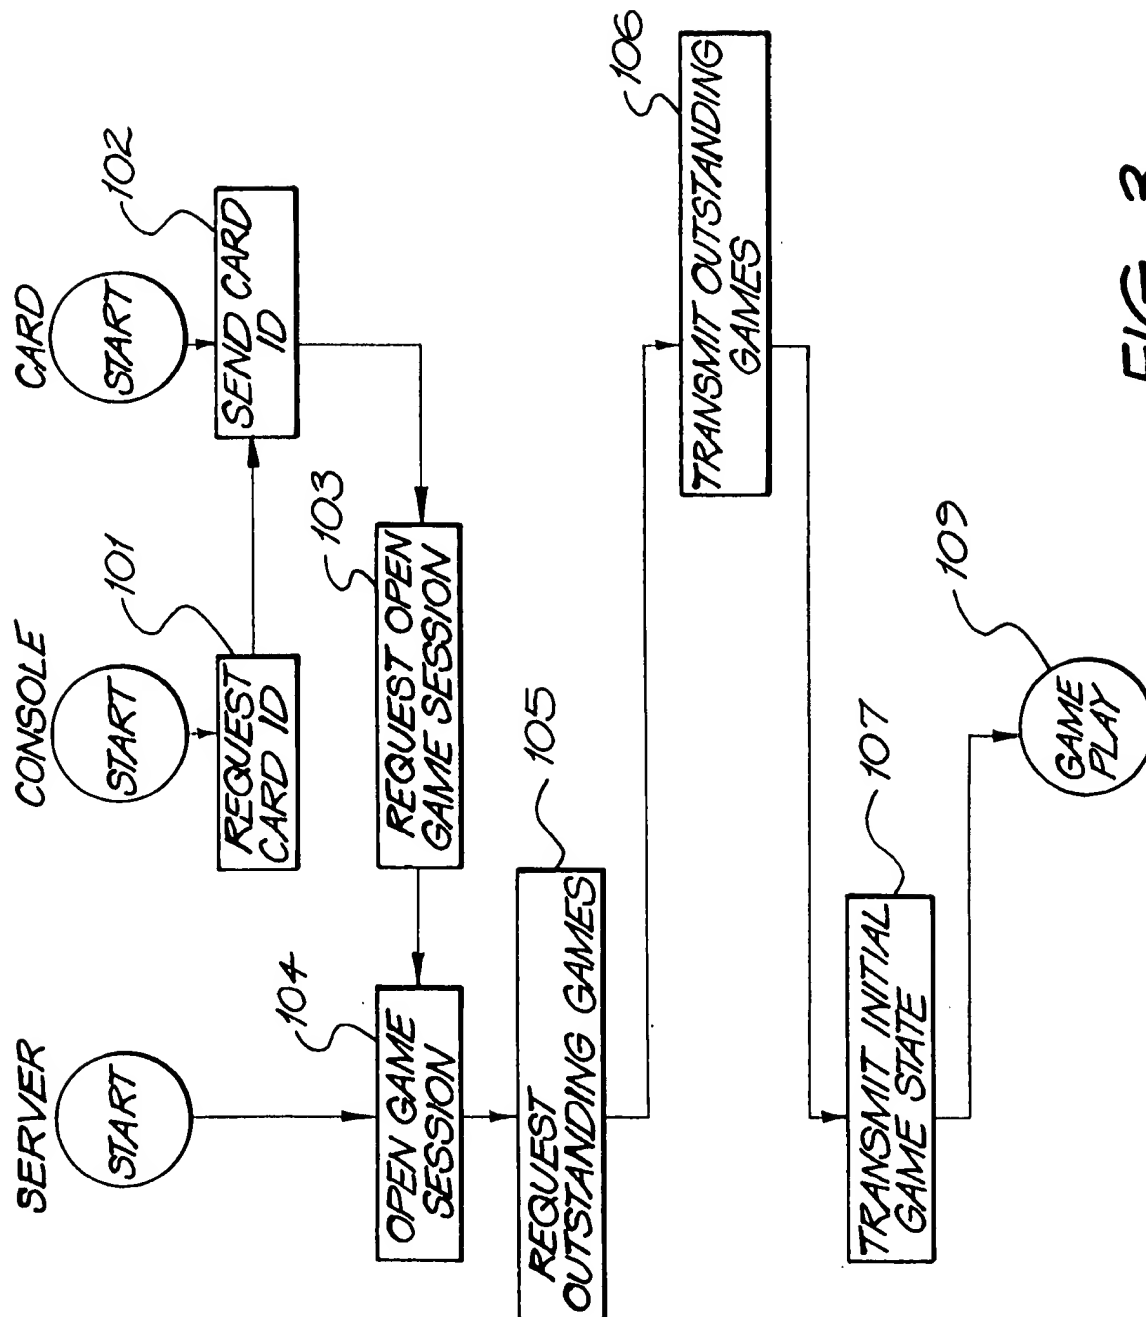 SERVER
START
CONSOLE
START
CARD
START
101
REQUEST
CARD ID
102
SEND CARD
ID
103
REQUEST OPEN
GAME SESSION
104
OPEN GAME
SESSION
105
REQUEST
OUTSTANDING GAMES
106
TRANSMIT OUTSTANDING
GAMES
107
TRANSMIT INITIAL
GAME STATE
109
GAME
PLAY
FIG. 3